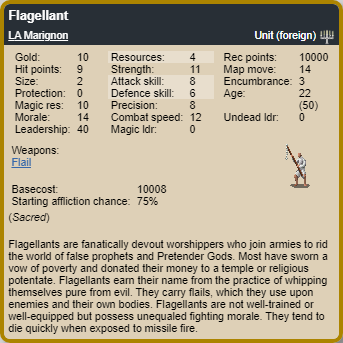 Flagellant
LA Marignon Unit (foreign)
Gold: 10 Resources: 4 Rec points: 10000
Hit points: 9 Strength: 11 Map move: 14
Size: 2 Attack skill: 8 Encumbrance: 3
Protection: 0 Defence skill: 6 Age: 22
Magic res: 10 Precision: 8 (50)
Morale: 14 Combat speed: 12 Undead ldr: 0
Leadership: 40 Magic ldr: 0
Weapons:
Flail
Basecost: 10008
Starting affliction chance: 75%
(Sacred)
Flagellants are fanatically devout worshippers who join armies to rid
the world of false prophets and Pretender Gods. Most have sworn a
vow of poverty and donated their money to a temple or religious
potentate. Flagellants earn their name from the practice of whipping
themselves pure from evil. They carry flails, which they use upon
enemies and their own bodies. Flagellants are not well-trained or
well-equipped but possess unequaled fighting morale. They tend to
die quickly when exposed to missile fire.